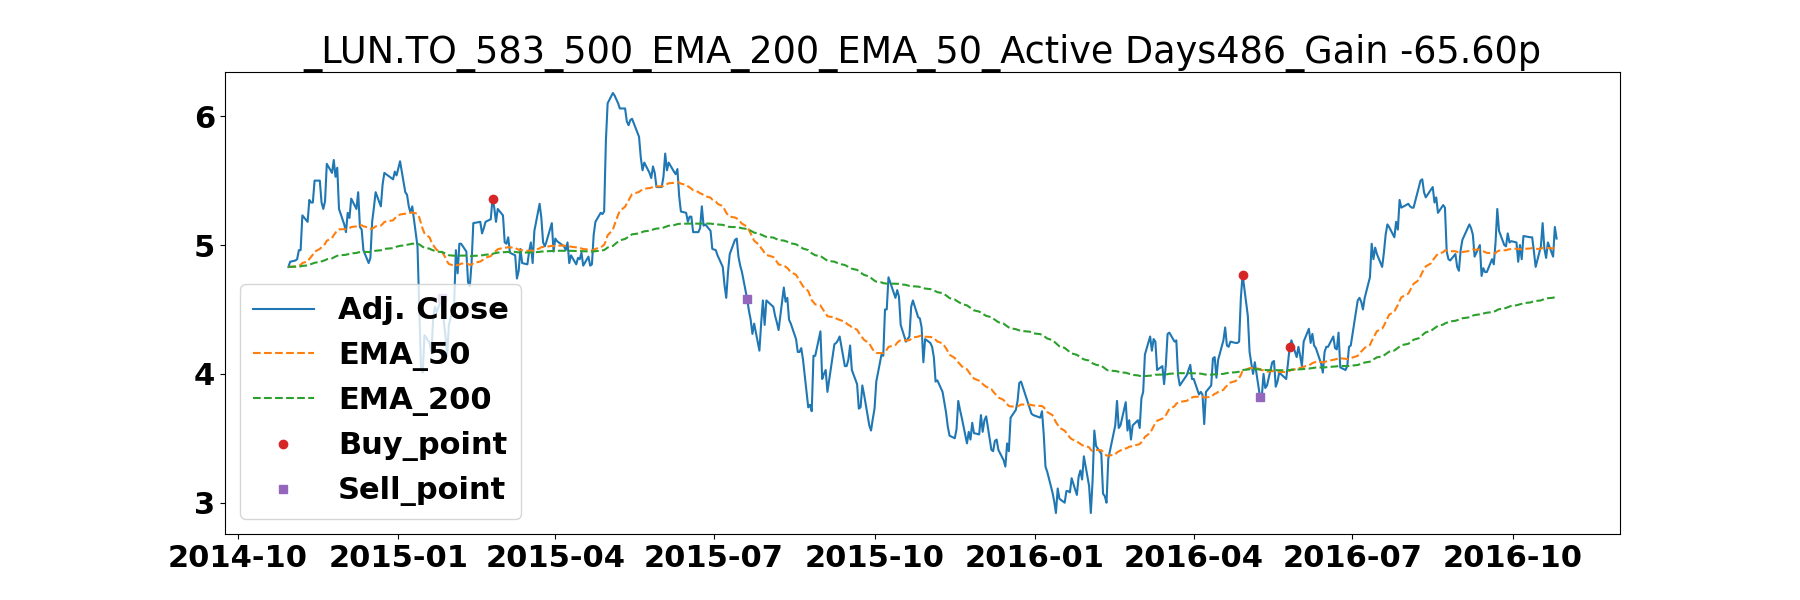 _LUN.TO_583_500_EMA_200_EMA_50_Active Days486_Gain -65.60p
6
5
4
3
Adj. Close
EMA_50
EMA_200
Buy_point
Sell_point
2014-10 2015-01 2015-04 2015-07 2015-10 2016-01 2016-04 2016-07 2016-10